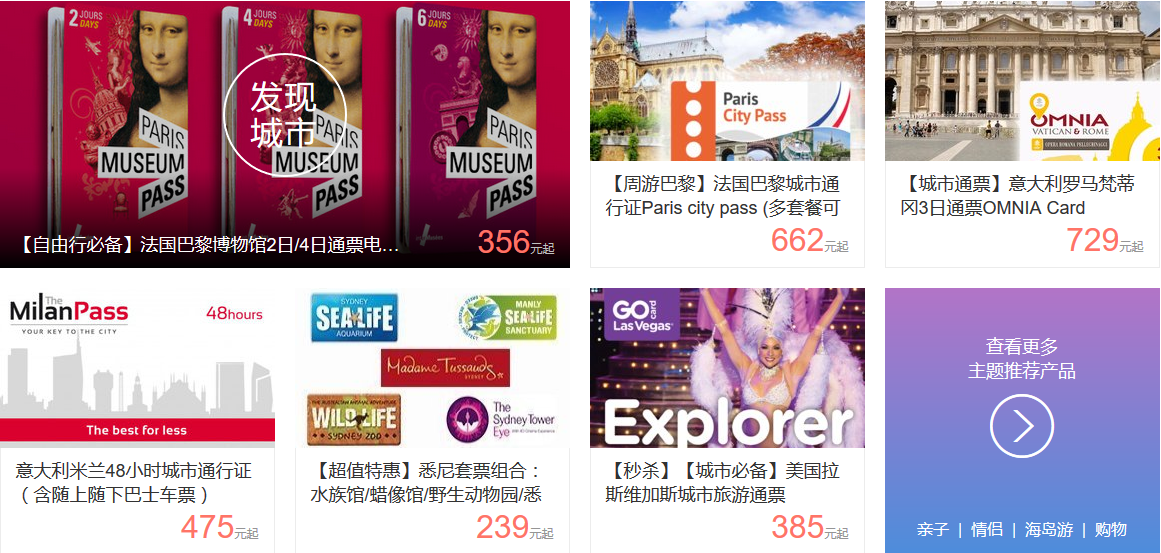 2 JOURS DAYS
4 JOURS DAYS
6 JOURS DAYS
PARIS
MUSEUM
PASS
PARIS
MUSEUM
PASS
PARIS
MUSEUM
PASS
发现
城市
【自由行必备】法国巴黎博物馆2日/4日通票电…
356元起
Paris
City Pass
【周游巴黎】法国巴黎城市通
行证Paris city pass (多套餐可
662元起
OMNIA
VATICAN & ROME
OPERA ROMANA PELLEGRINAGGI
【城市通票】意大利罗马梵蒂
冈3日通票OMNIA Card
729元起
The
MilanPass
YOUR KEY TO THE CITY
48hours
The best for less
意大利米兰48小时城市通行证
（含随上随下巴士车票）
475元起
SYDNEY
SEA LIFE
AQUARIUM
MANLY
SEA LIFE
SANCTUARY
Madame Tussauds
SYDNEY
THE AUSTRALIAN ANIMAL ADVENTURE
WILD LIFE
SYDNEY ZOO
The
Sydney Tower
Eye
【超值特惠】悉尼套票组合：
水族馆/蜡像馆/野生动物园/悉
239元起
GO card
Las Vegas
Explorer
【秒杀】【城市必备】美国拉
斯维加斯城市旅游通票
385元起
查看更多
主题推荐产品
亲子 | 情侣 | 海岛游 | 购物